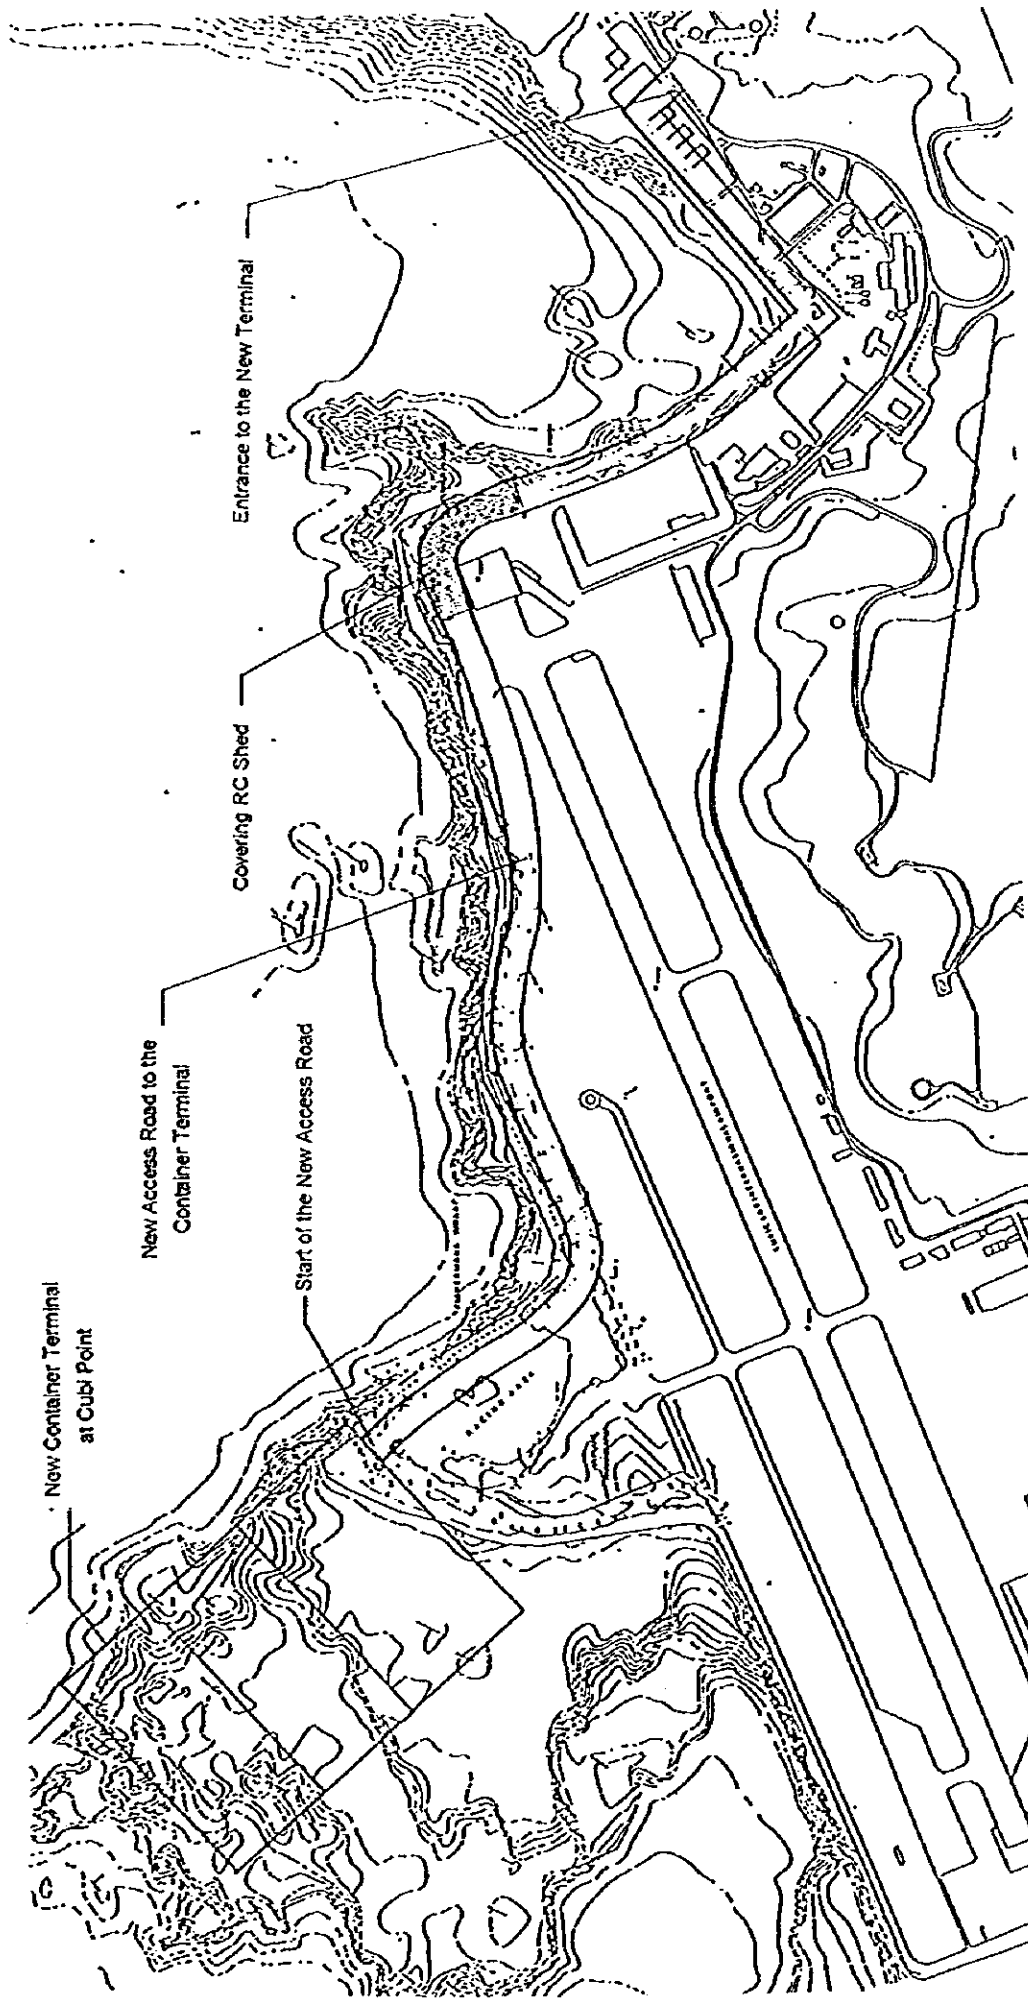 New Container Terminal
at Cubi Point
New Access Road to the
Container Terminal
Start of the New Access Road
Covering RC Shed
Entrance to the New Terminal